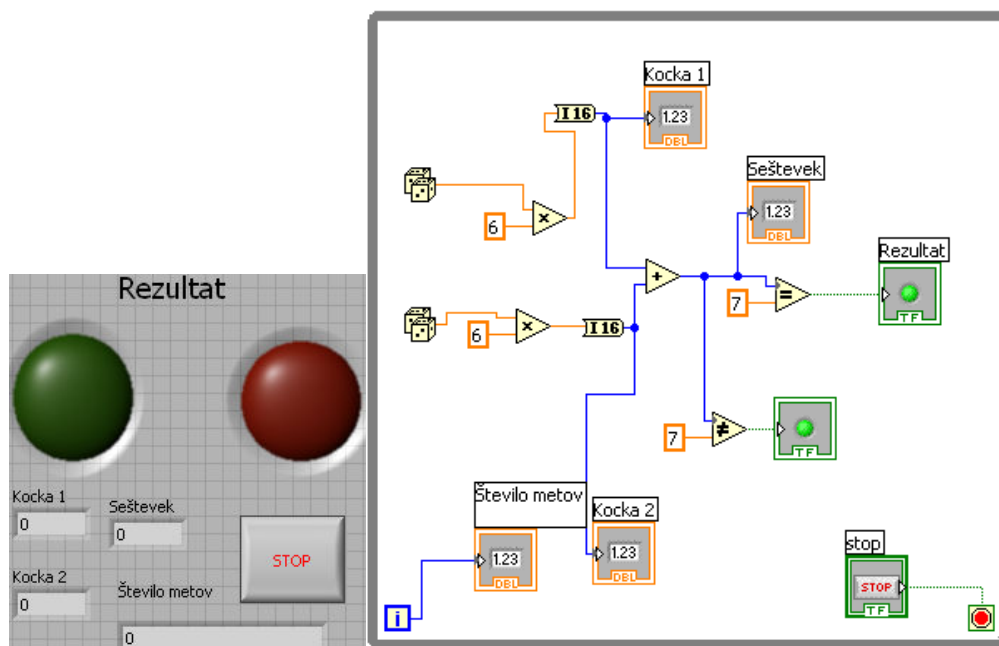 Rezultat
Kocka 1
0
Seštevek
0
STOP
Kocka 2
0
Število metov
0
Kocka 1
I16
1.23
DBL
Seštevek
1.23
DBL
x
6
Rezultat
TF
+
7
=
x
6
I16
7
≠
TF
Število metov
1.23
DBL
Kocka 2
1.23
DBL
stop
STOP
TF
i